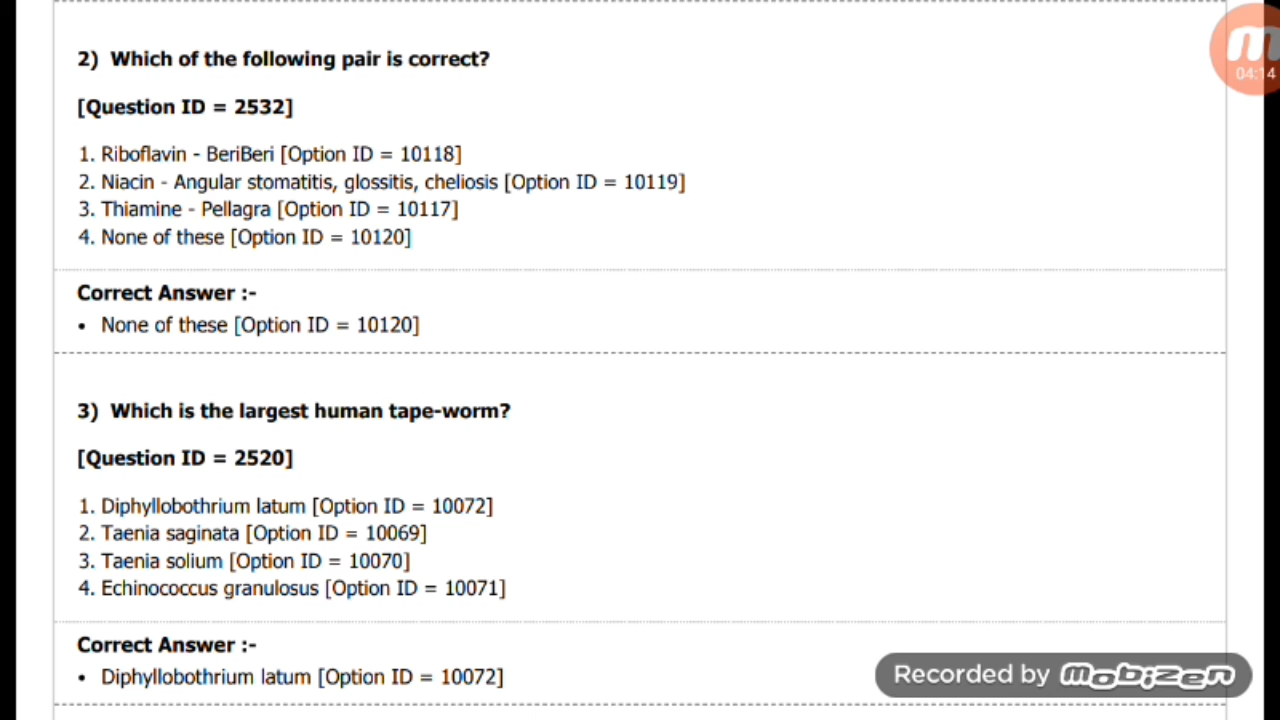 2) Which of the following pair is correct?
04:14
[Question ID = 2532]
1. Riboflavin - BeriBeri [Option ID = 10118]
2. Niacin - Angular stomatitis, glossitis, cheliosis [Option ID = 10119]
3. Thiamine - Pellagra [Option ID = 10117]
4. None of these [Option ID = 10120]
Correct Answer :-
• None of these [Option ID = 10120]
3) Which is the largest human tape-worm?
[Question ID = 2520]
1. Diphyllobothrium latum [Option ID = 10072]
2. Taenia saginata [Option ID = 10069]
3. Taenia solium [Option ID = 10070]
4. Echinococcus granulosus [Option ID = 10071]
Correct Answer :-
• Diphyllobothrium latum [Option ID = 10072]
Recorded by mobizen